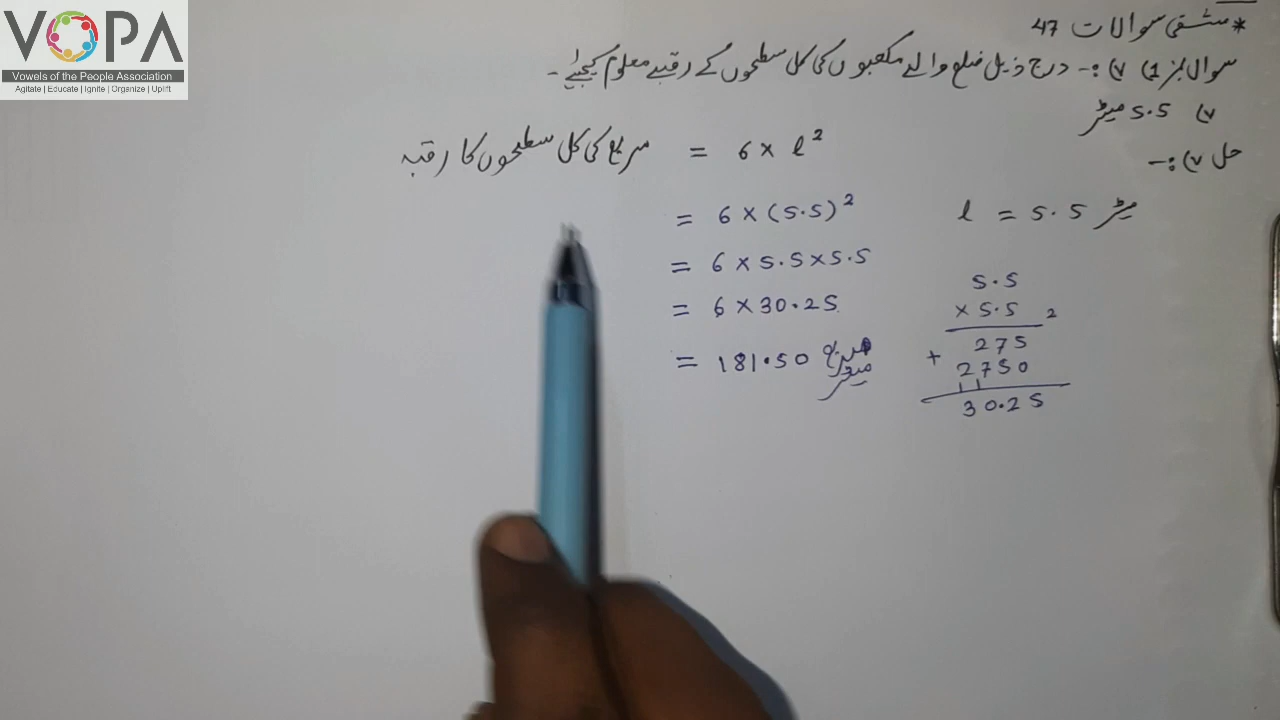 VOPA
Vowels of the People Association
Agitate | Educate | Ignite | Organize | Uplift
* مشقی سوالات 47
سوال نمبر 1) v) :- درج ذیل ضلع والے مکعبوں کی کل سطحوں کے رقبے معلوم کیجیے۔
v) 5.5 میٹر
حل v) :-
مربع کی کل سطحوں کا رقبہ = 6 × l²
= 6 × (5.5)²
l = 5.5 میٹر
= 6 × 5.5 × 5.5
= 6 × 30.25
= 181.50 مربع میٹر
5.5
× 5.5 2
275
+ 2750
1 1
30.25